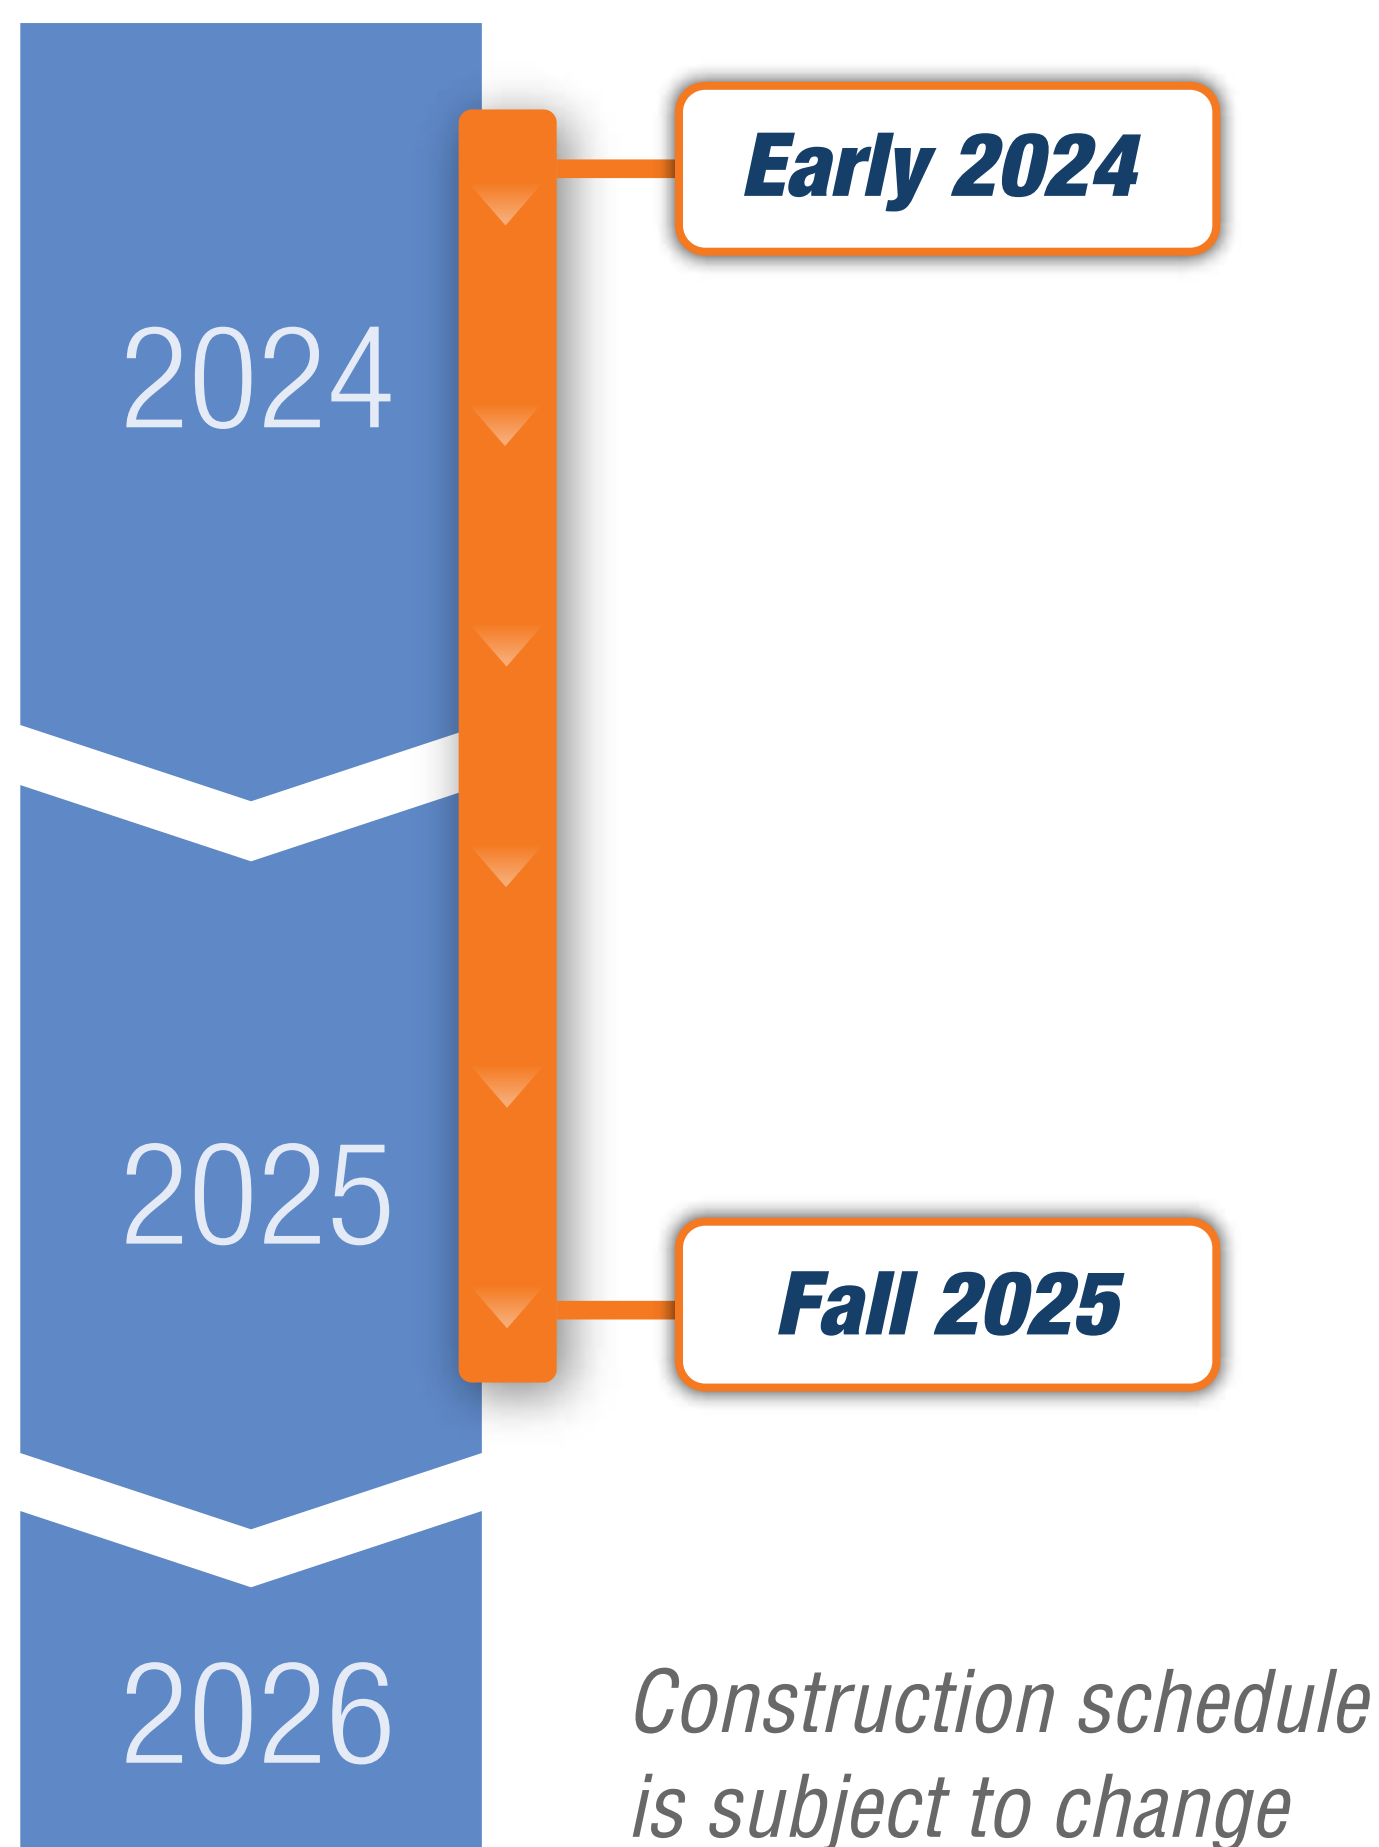 Early 2024
2024
2025
Fall 2025
2026
Construction schedule
is subject to change